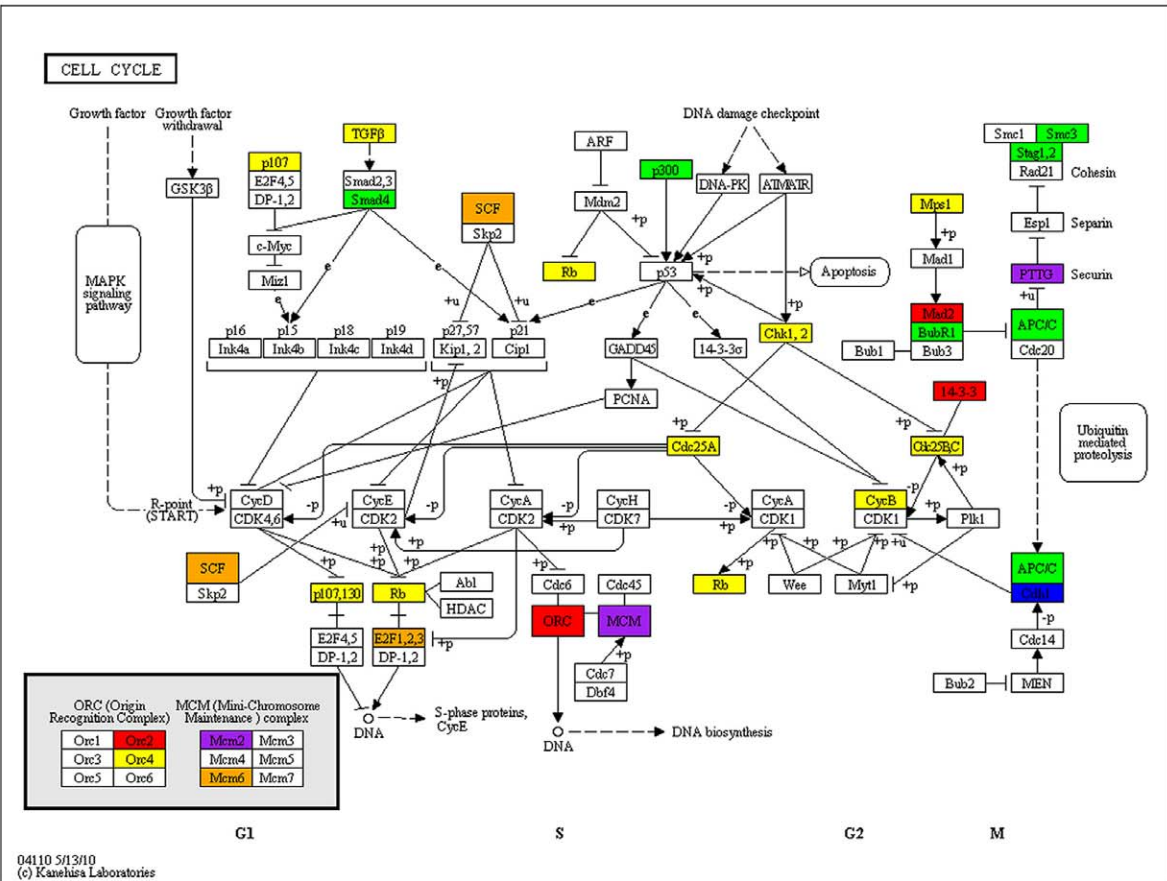 CELL CYCLE
Growth factor
Growth factor
withdrawal
TGFβ
ARF
DNA damage checkpoint
Smc1
Smc3
Stag1,2
Rad21
Cohesin
p107
E2F4,5
DP-1,2
GSK3β
Smad2,3
Smad4
p300
DNA-PK
ATM/ATR
SCF
Skp2
Mdm2
+p
Mps1
+p
Esp1
Separin
MAPK
signaling
pathway
c-Myc
Miz1
e
e
e
Rb
p53
+p
+p
Apoptosis
Mad1
PTTG
Securin
+u
+u
+u
e
e
e
+p
p16
Ink4a
p15
Ink4b
p18
Ink4c
p19
Ink4d
p27,57
Kip1, 2
p21
Cip1
GADD45
14-3-3σ
Chk1, 2
Mad2
BubR1
Bub3
Bub1
APC/C
Cdc20
+p
PCNA
14-3-3
+p
+p
Cdc25A
Cdc25B,C
Ubiquitin
mediated
proteolysis
R-point
(START)
+p
CycD
CDK4,6
-p
CycE
CDK2
-p
CycA
CDK2
-p
+p
CycH
CDK7
-p
+p
CycA
CDK1
CycB
CDK1
-p
+p
+p
Plk1
+u
SCF
Skp2
+p
+p
+p
+p
+p
p107,130
Rb
Abl
HDAC
+p
Cdc6
Cdc45
+p
Rb
+p
Wee
+p
Myt1
+u
+p
APC/C
Cdh1
-p
E2F4,5
DP-1,2
E2F1,2,3
DP-1,2
+p
ORC
MCM
+p
Cdc7
Dbf4
Cdc14
Bub2
MEN
DNA
S-phase proteins,
CycE
DNA
DNA biosynthesis
ORC (Origin
Recognition Complex)
MCM (Mini-Chromosome
Maintenance ) complex
Orc1
Orc2
Mcm2
Mcm3
Orc3
Orc4
Mcm4
Mcm5
Orc5
Orc6
Mcm6
Mcm7
G1
S
G2
M
04110 5/13/10
(c) Kanehisa Laboratories